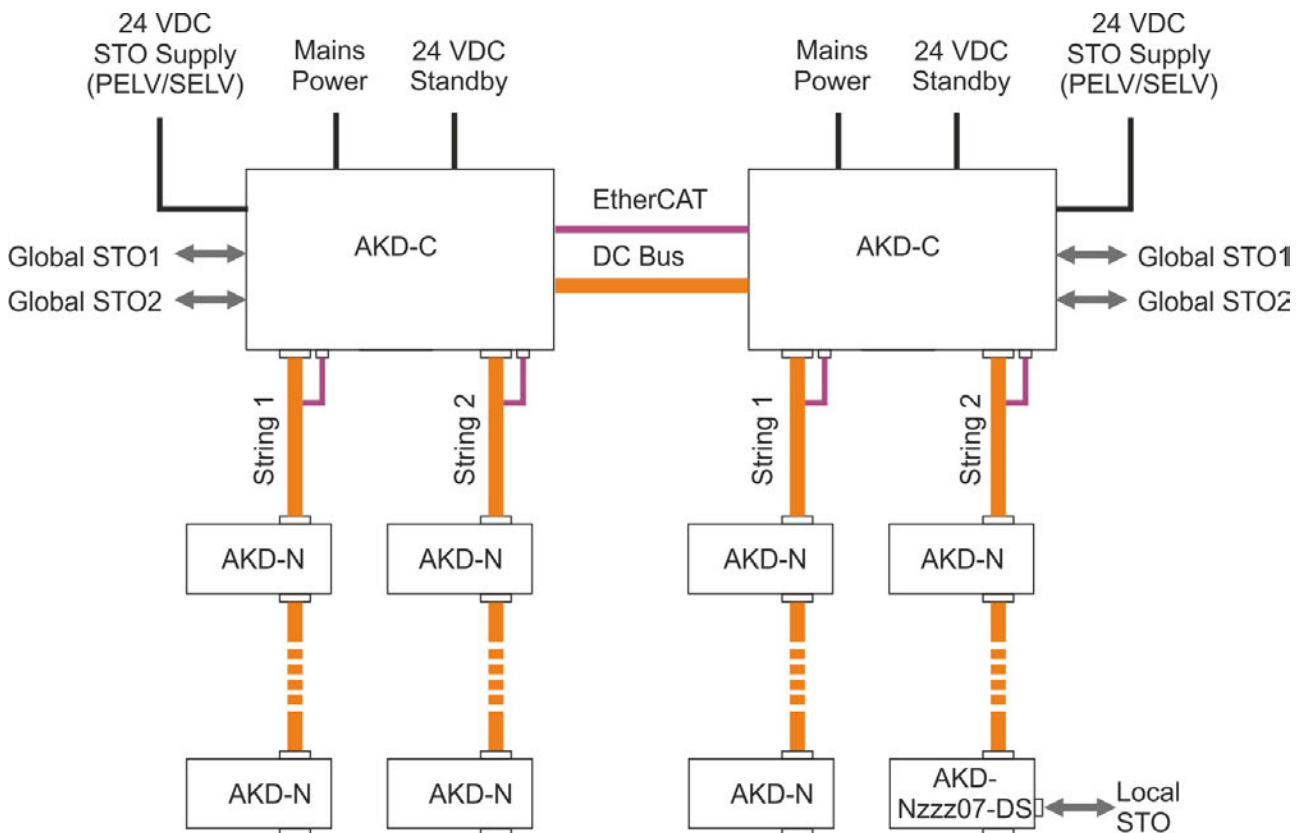 24 VDC
STO Supply
(PELV/SELV)
Mains
Power
24 VDC
Standby
Mains
Power
24 VDC
Standby
24 VDC
STO Supply
(PELV/SELV)
AKD-C
EtherCAT
DC Bus
AKD-C
Global STO1
Global STO2
Global STO1
Global STO2
String 1
String 2
String 1
String 2
AKD-N
AKD-N
AKD-N
AKD-N
AKD-N
AKD-N
AKD-N
AKD-
Nzzz07-DS
Local
STO